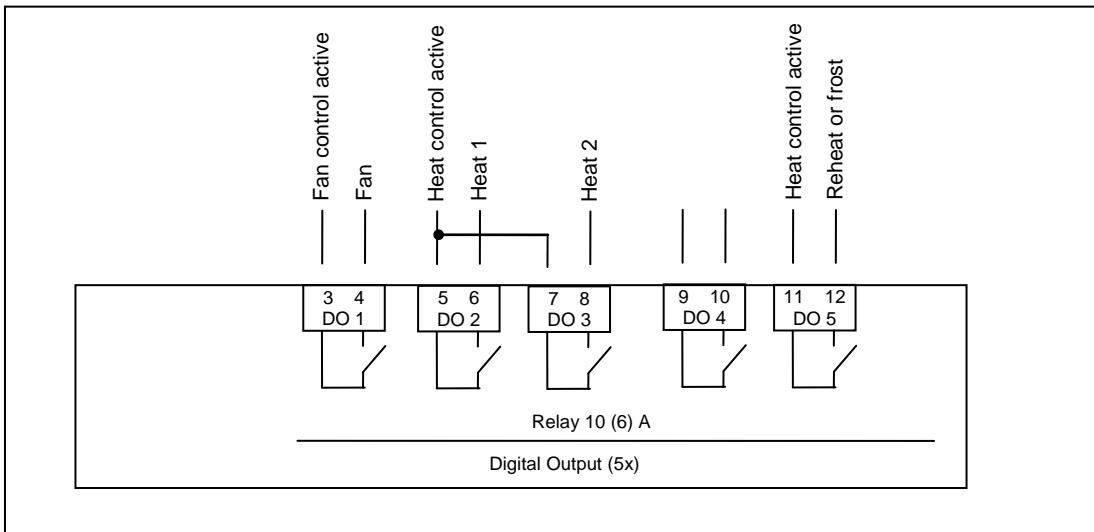 Fan control active
Fan
Heat control active
Heat 1
Heat 2
Heat control active
Reheat or frost
3 4
DO 1
5 6
DO 2
7 8
DO 3
9 10
DO 4
11 12
DO 5
Relay 10 (6) A
Digital Output (5x)